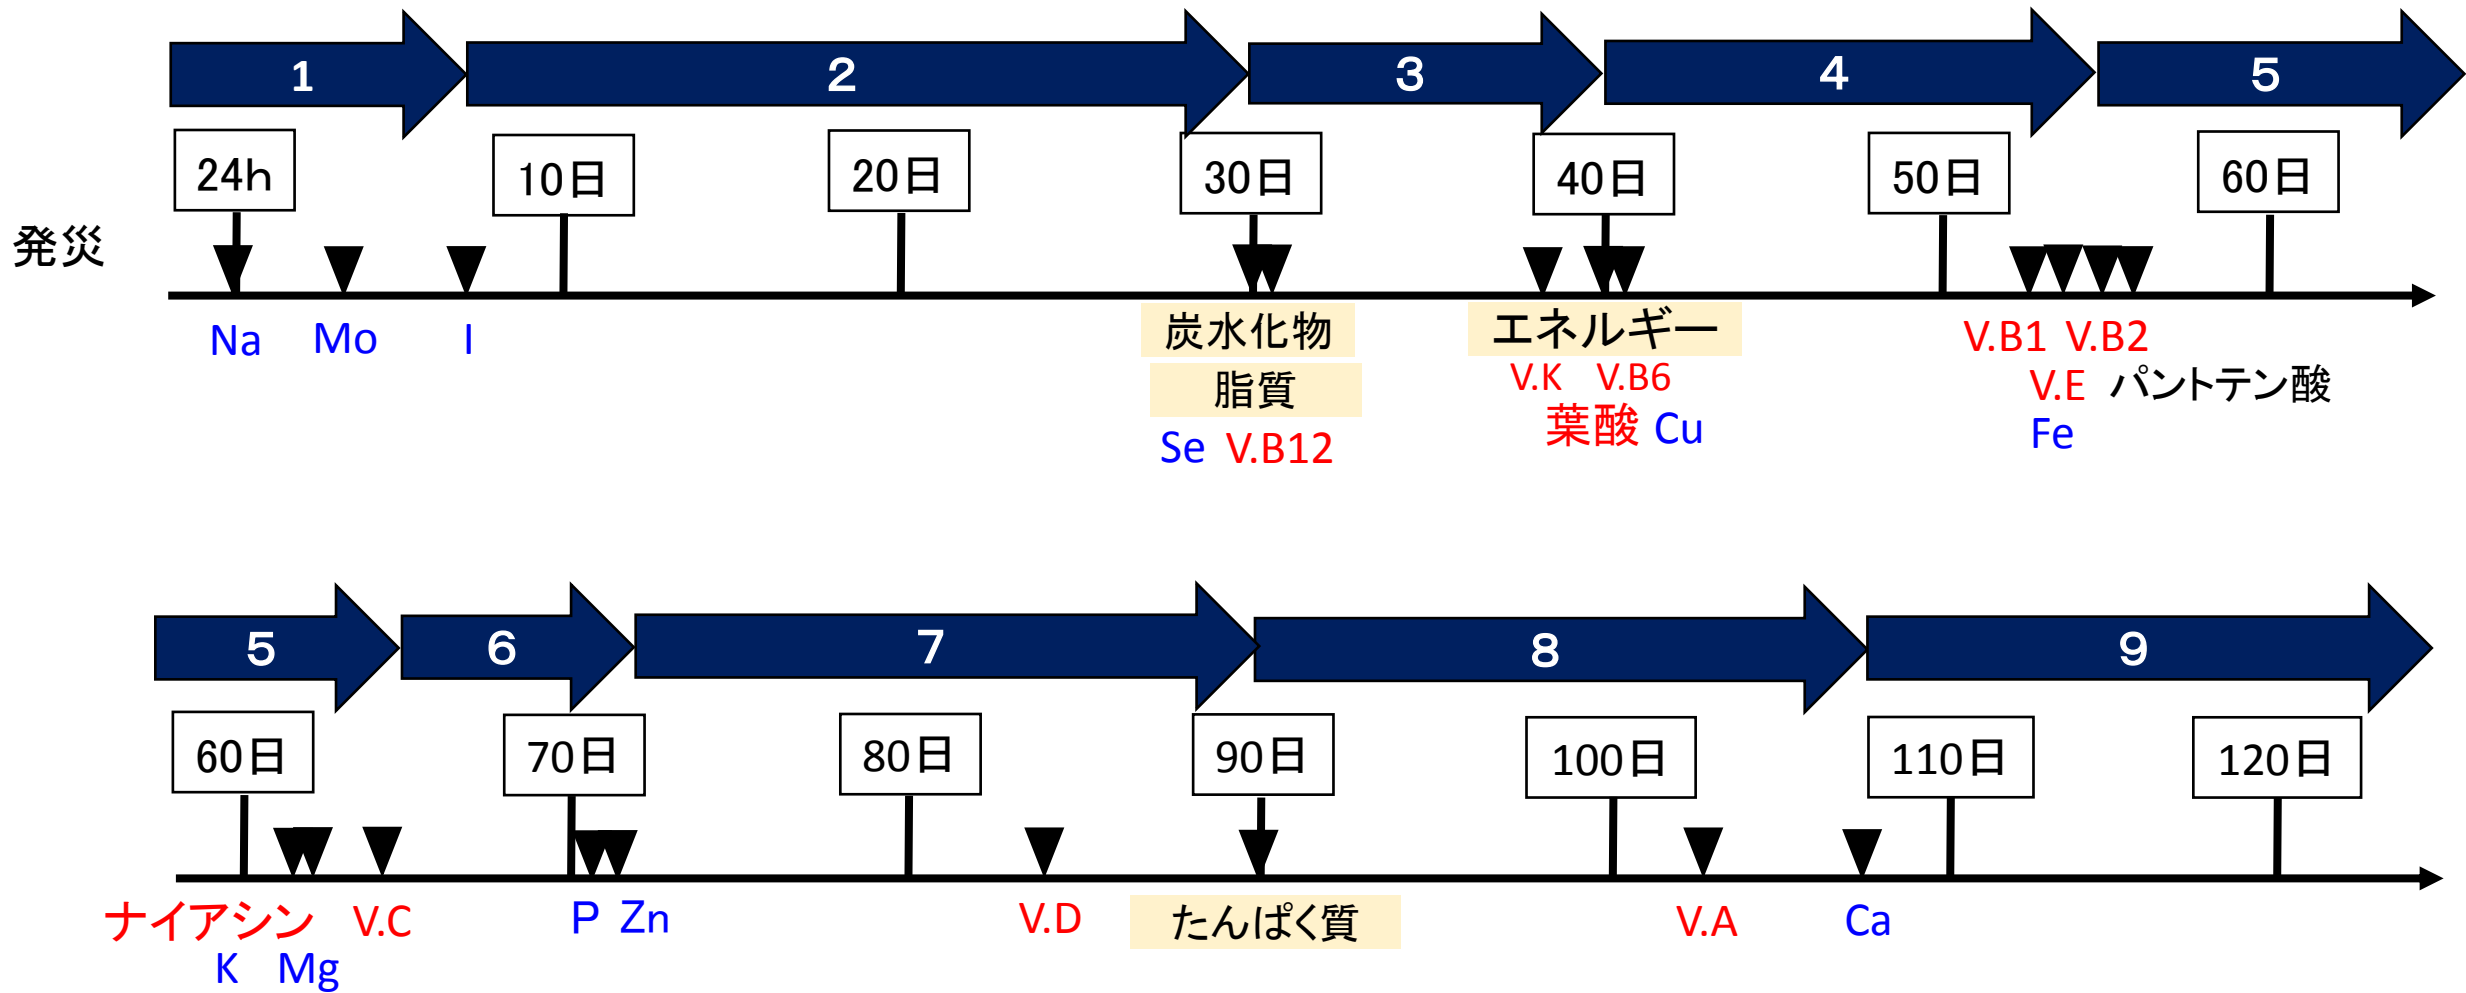 1 2 3 4 5
24h 10日 20日 30日 40日 50日 60日
発災
Na Mo I 炭水化物 エネルギー V.B1 V.B2
脂質 V.K V.B6 V.E パントテン酸
Se V.B12 葉酸 Cu Fe
5 6 7 8 9
60日 70日 80日 90日 100日 110日 120日
ナイアシン V.C P Zn V.D たんぱく質 V.A Ca
K Mg